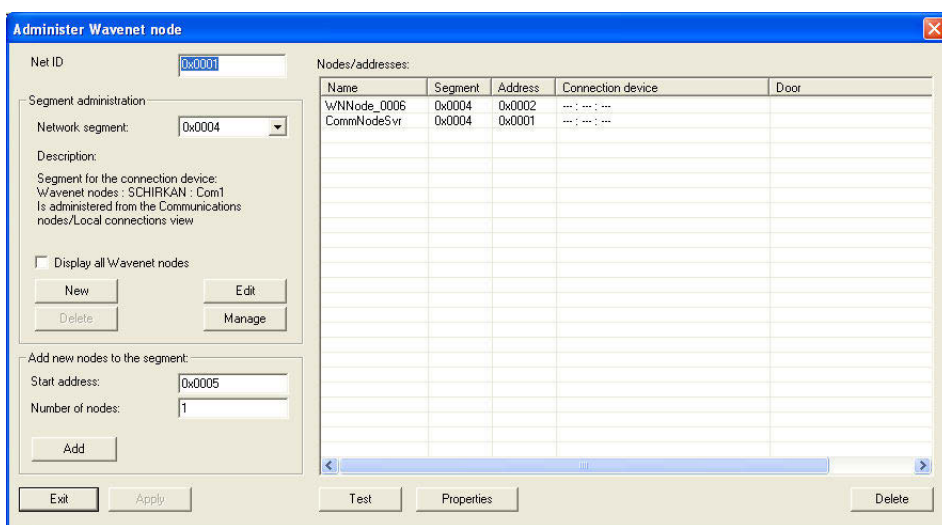 Administer Wavenet node
Net ID
0x0001
Segment administration
Network segment:
0x0004
Description:
Segment for the connection device:
Wavenet nodes : SCHIRKAN : Com1
Is administered from the Communications
nodes/Local connections view
Display all Wavenet nodes
New Edit
Delete Manage
Add new nodes to the segment:
Start address: 0x0005
Number of nodes: 1
Add
Exit Apply
Nodes/addresses:
Name Segment Address Connection device Door
WNNode_0006 0x0004 0x0002 --- : --- : ---
CommNodeSvr 0x0004 0x0001 --- : --- : ---
Test Properties Delete